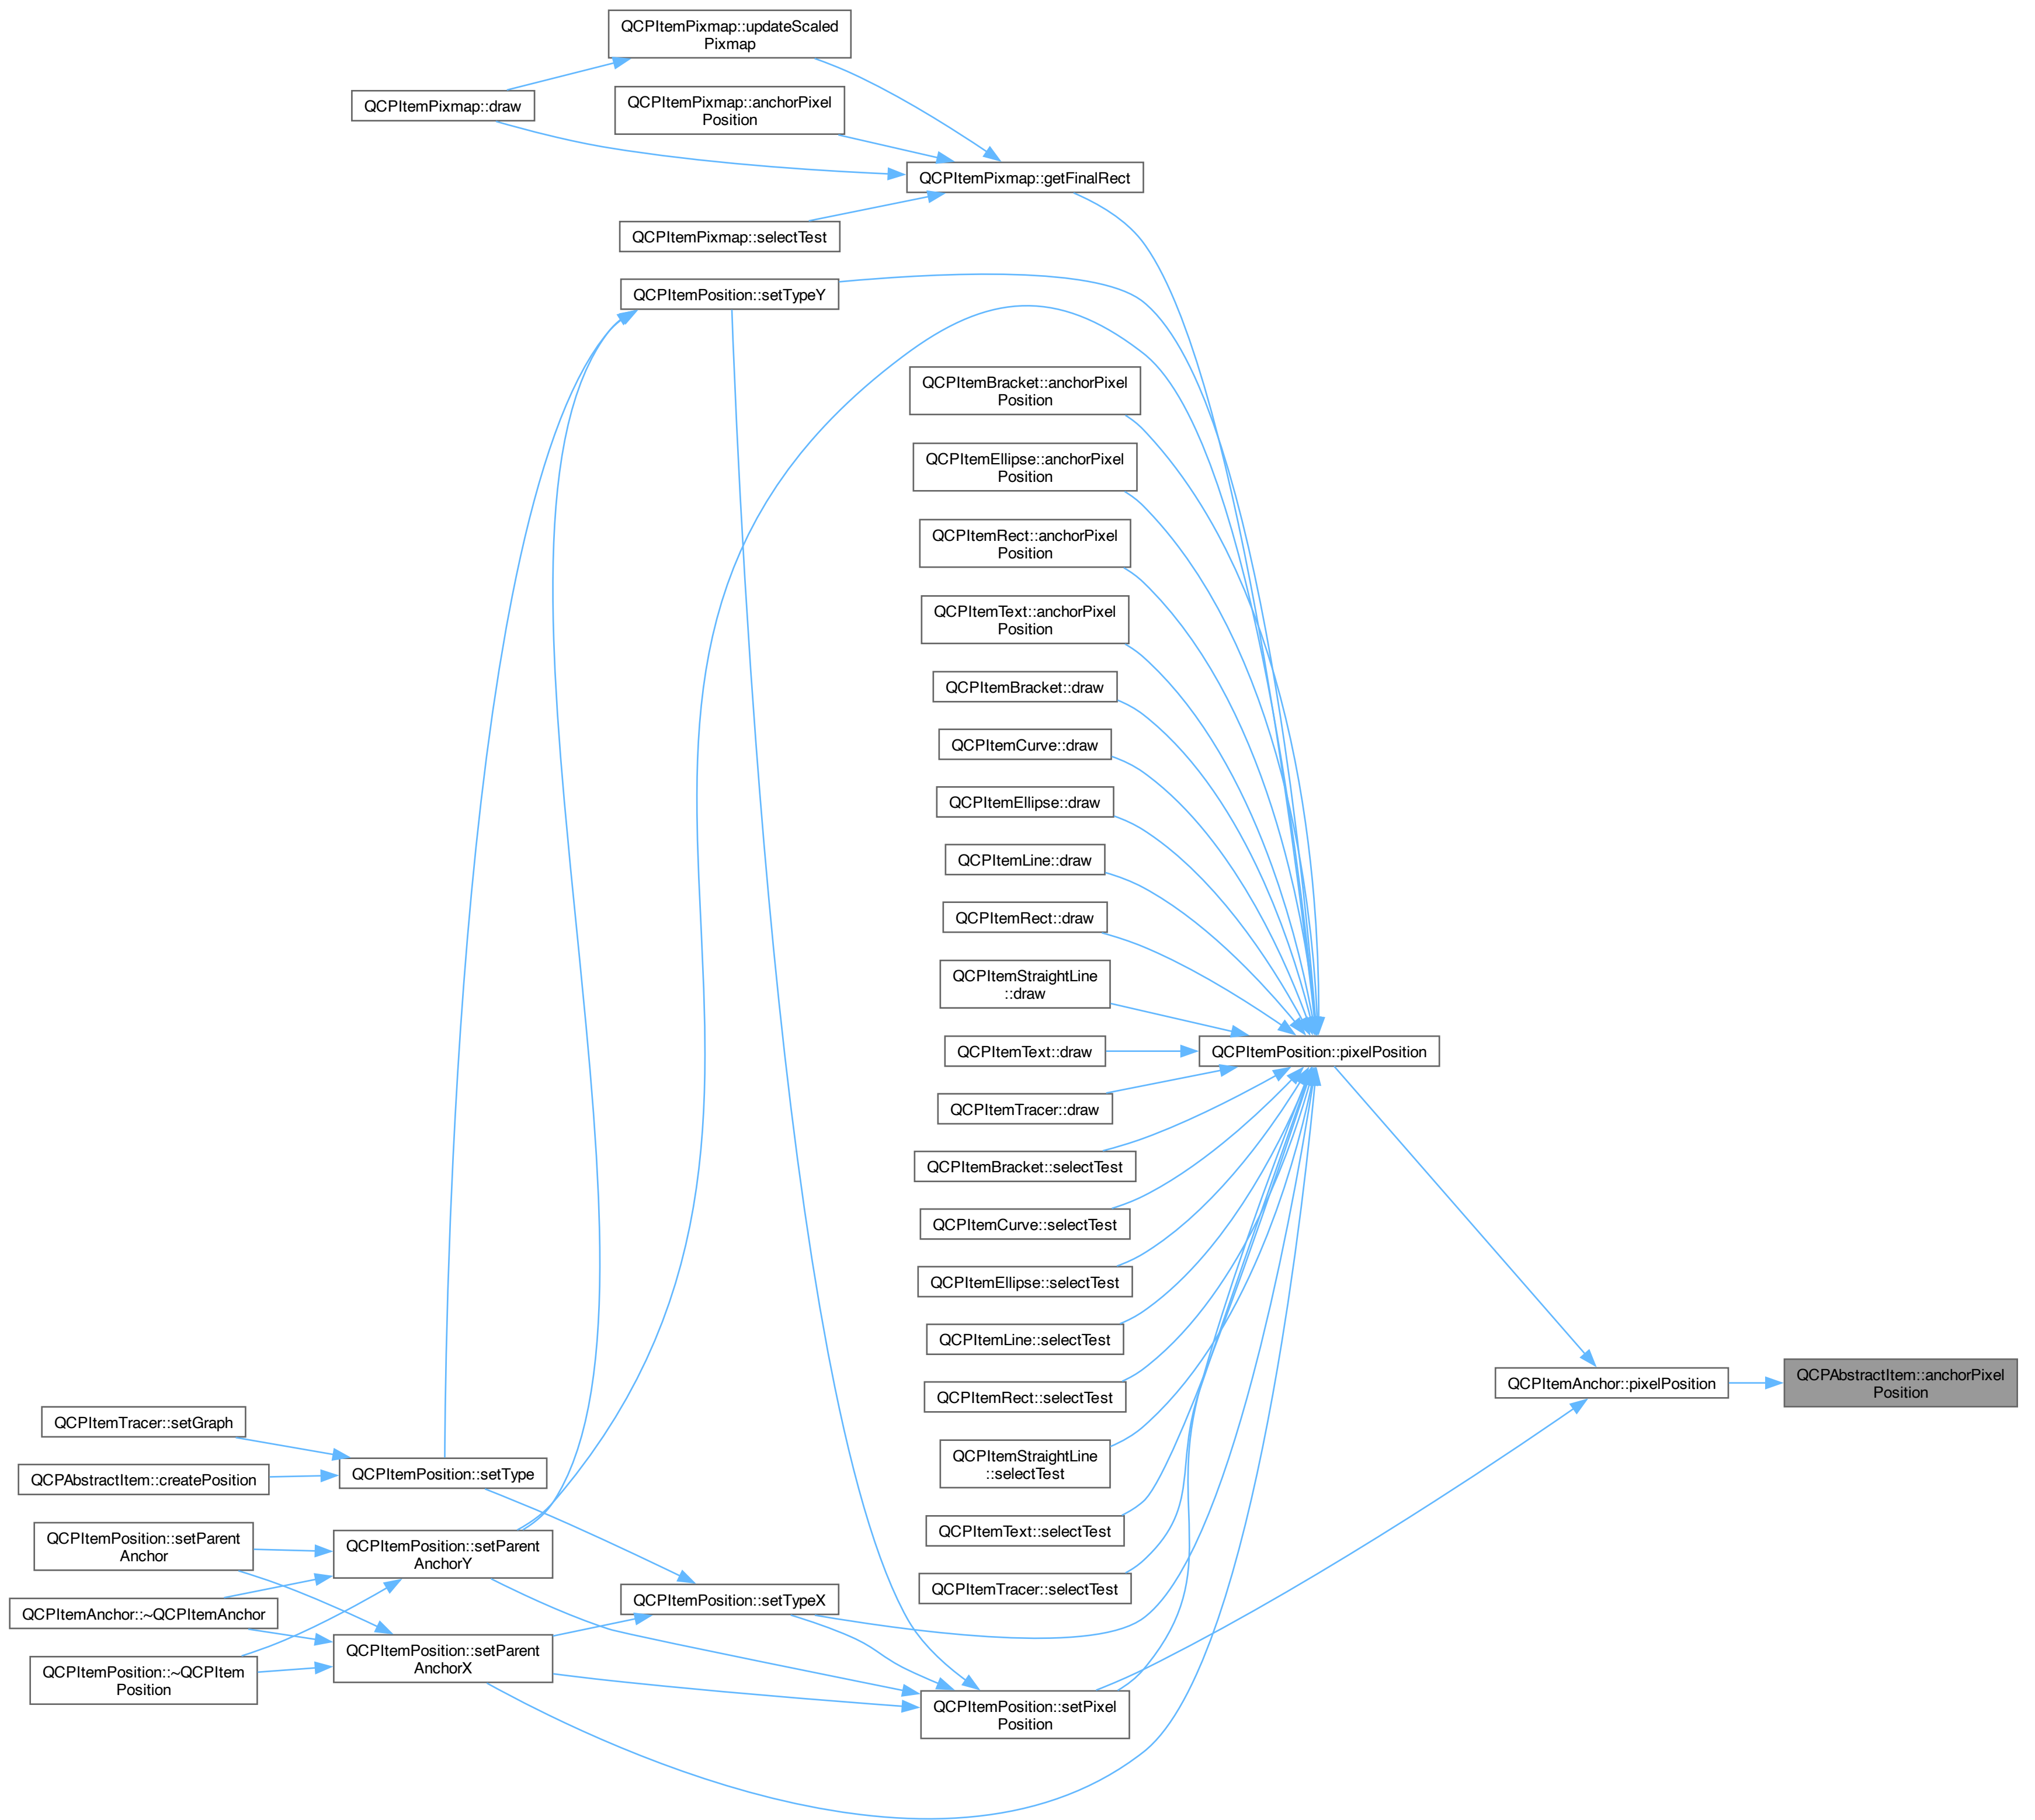 QCPItemPixmap::updateScaled
Pixmap
QCPItemPixmap::draw
QCPItemPixmap::anchorPixel
Position
QCPItemPixmap::getFinalRect
QCPItemPixmap::selectTest
QCPItemPosition::setTypeY
QCPItemBracket::anchorPixel
Position
QCPItemEllipse::anchorPixel
Position
QCPItemRect::anchorPixel
Position
QCPItemText::anchorPixel
Position
QCPItemBracket::draw
QCPItemCurve::draw
QCPItemEllipse::draw
QCPItemLine::draw
QCPItemRect::draw
QCPItemStraightLine
::draw
QCPItemPosition::pixelPosition
QCPItemText::draw
QCPItemTracer::draw
QCPItemBracket::selectTest
QCPItemCurve::selectTest
QCPItemEllipse::selectTest
QCPItemLine::selectTest
QCPItemAnchor::pixelPosition
QCPAbstractItem::anchorPixel
Position
QCPItemRect::selectTest
QCPItemTracer::setGraph
QCPItemStraightLine
::selectTest
QCPItemPosition::setType
QCPAbstractItem::createPosition
QCPItemText::selectTest
QCPItemPosition::setParent
Anchor
QCPItemPosition::setParent
AnchorY
QCPItemTracer::selectTest
QCPItemPosition::setTypeX
QCPItemAnchor::~QCPItemAnchor
QCPItemPosition::setParent
AnchorX
QCPItemPosition::~QCPItem
Position
QCPItemPosition::setPixel
Position